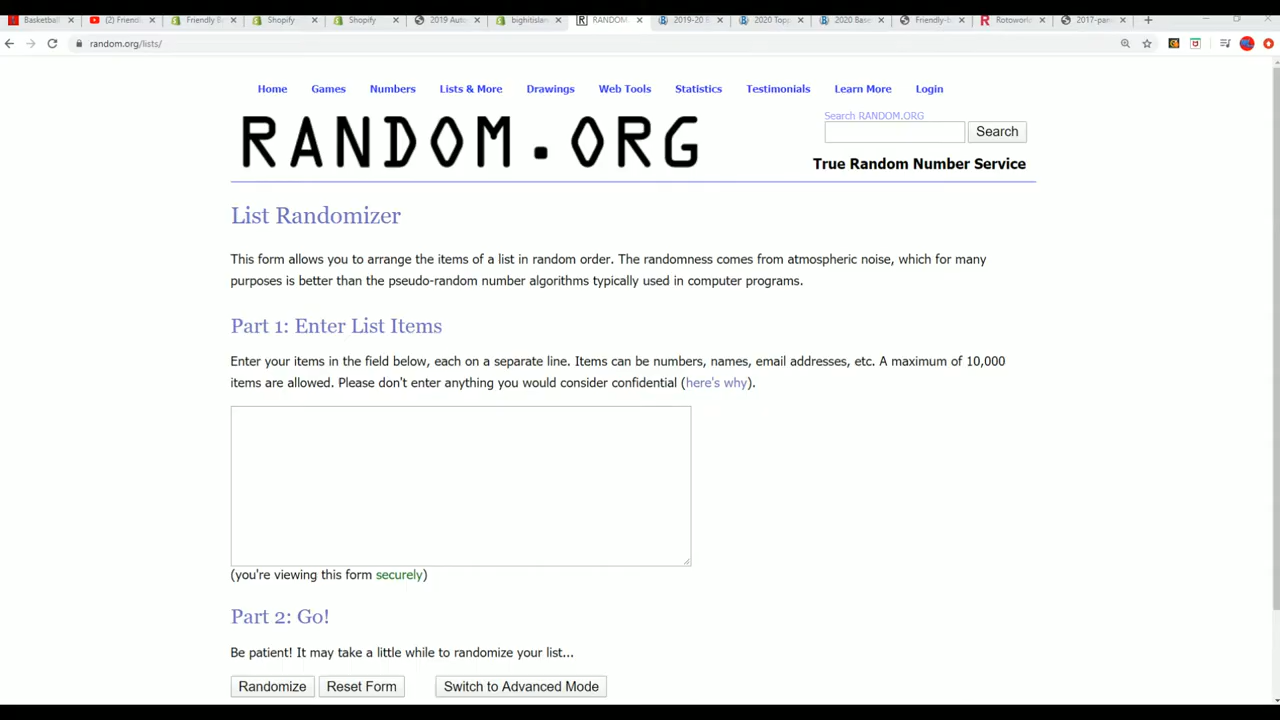 Basketball
(2) Friend
Friendly B
Shopify
Shopify
2019 Auto
bighitslan
RANDOM.
2019-20 R
2020 Topp
2020 Base
Friendly-b
Rotoworl
2017-pan
random.org/lists/
Home Games Numbers Lists & More Drawings Web Tools Statistics Testimonials Learn More Login
RANDOM.ORG
Search RANDOM.ORG
Search
True Random Number Service
List Randomizer
This form allows you to arrange the items of a list in random order. The randomness comes from atmospheric noise, which for many
purposes is better than the pseudo-random number algorithms typically used in computer programs.
Part 1: Enter List Items
Enter your items in the field below, each on a separate line. Items can be numbers, names, email addresses, etc. A maximum of 10,000
items are allowed. Please don't enter anything you would consider confidential (here's why).
(you're viewing this form securely)
Part 2: Go!
Be patient! It may take a little while to randomize your list...
Randomize Reset Form Switch to Advanced Mode